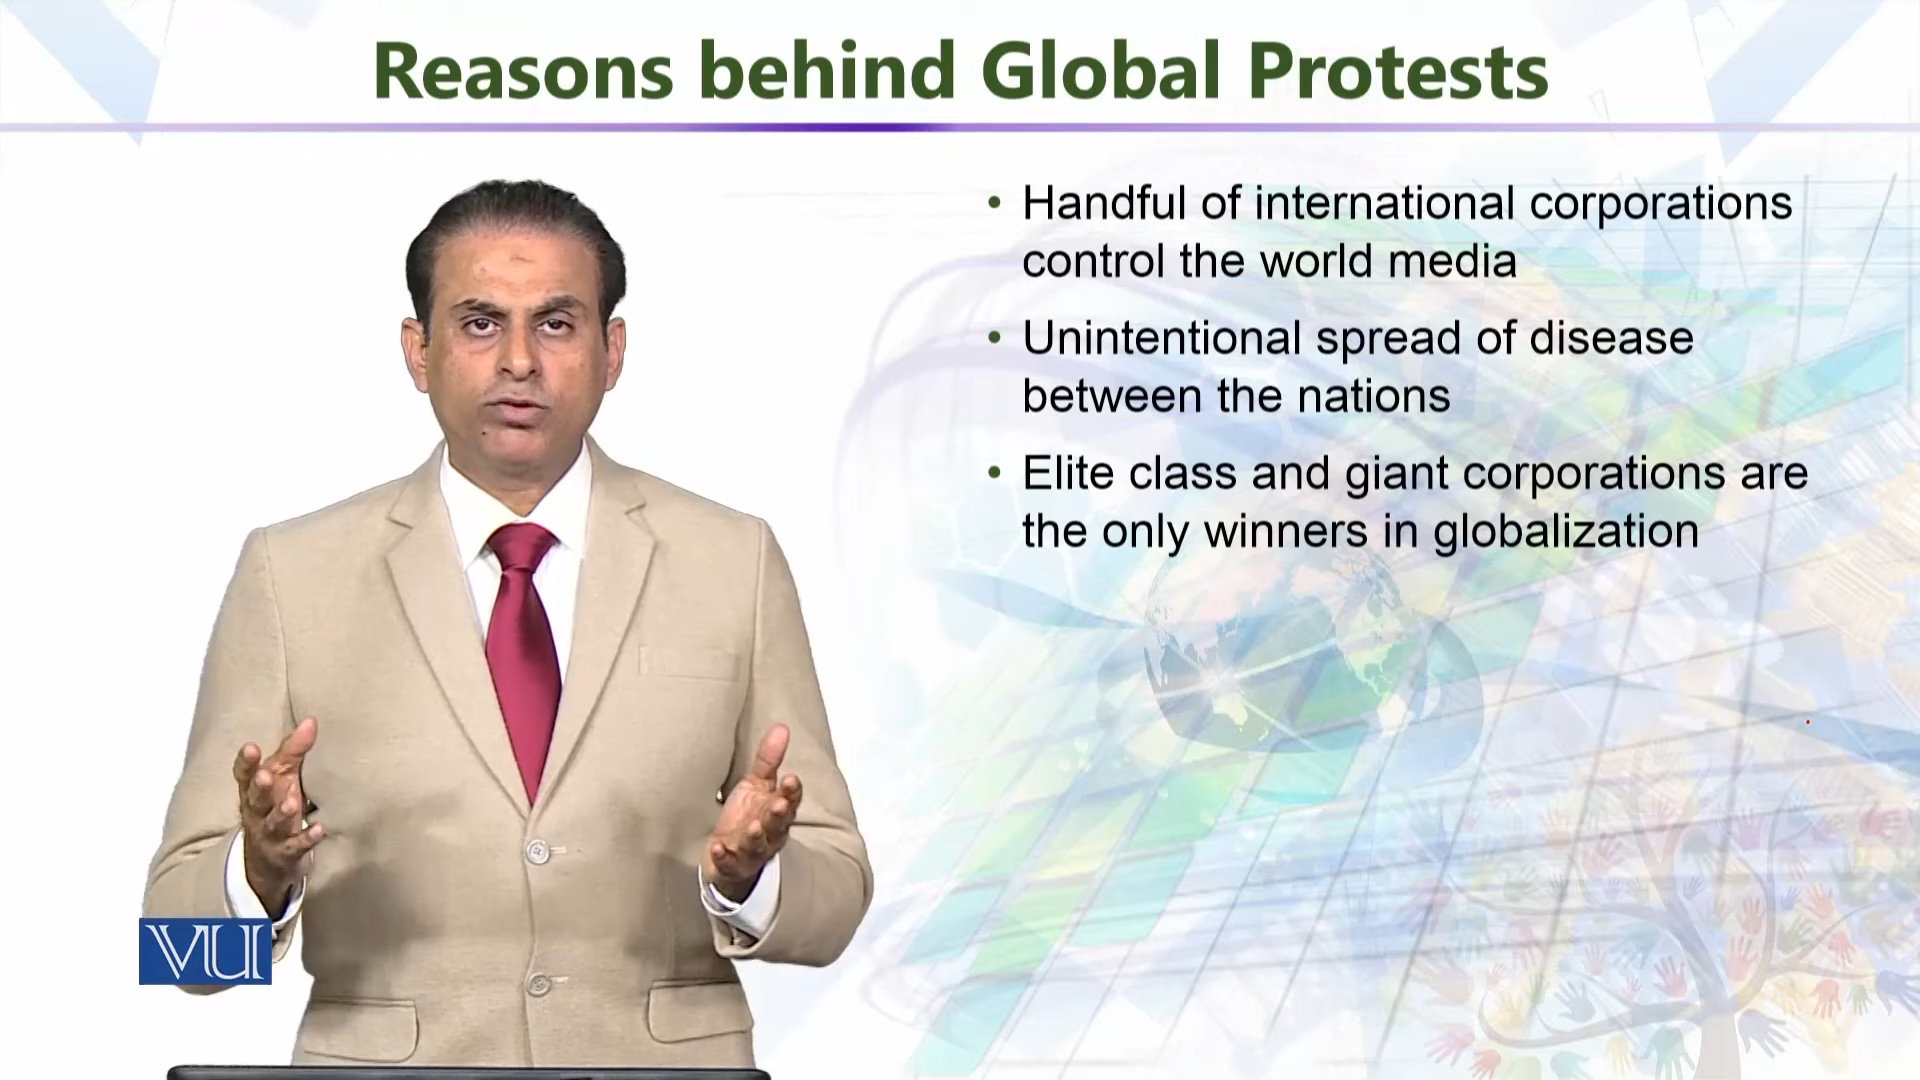 Reasons behind Global Protests
• Handful of international corporations
control the world media
• Unintentional spread of disease
between the nations
• Elite class and giant corporations are
the only winners in globalization
VU